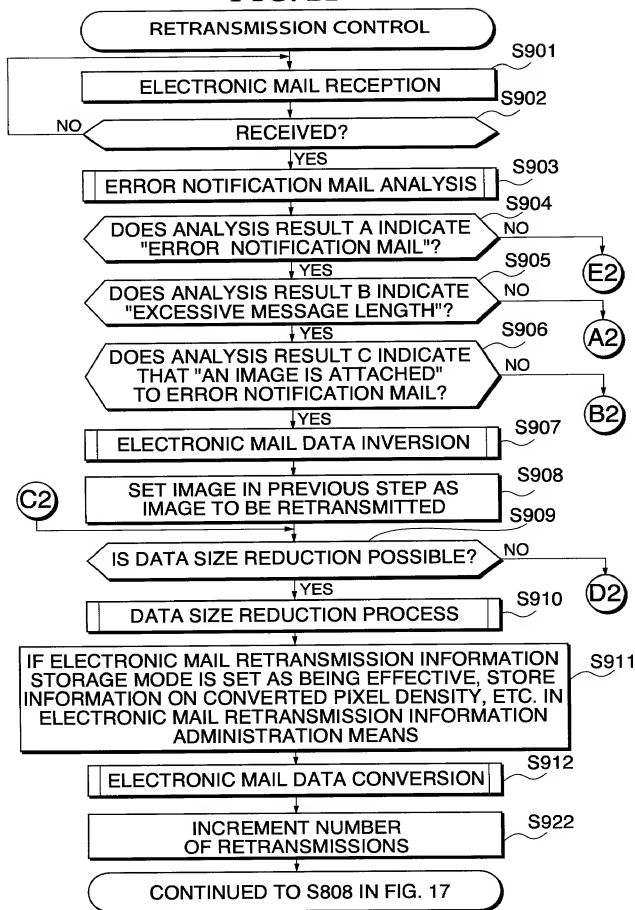 RETRANSMISSION CONTROL
S901
ELECTRONIC MAIL RECEPTION
S902
NO
RECEIVED?
YES
S903
ERROR NOTIFICATION MAIL ANALYSIS
S904
DOES ANALYSIS RESULT A INDICATE
"ERROR NOTIFICATION MAIL"?
NO
E2
YES
S905
DOES ANALYSIS RESULT B INDICATE
"EXCESSIVE MESSAGE LENGTH"?
NO
A2
YES
S906
DOES ANALYSIS RESULT C INDICATE
THAT "AN IMAGE IS ATTACHED"
TO ERROR NOTIFICATION MAIL?
NO
B2
YES
S907
ELECTRONIC MAIL DATA INVERSION
S908
SET IMAGE IN PREVIOUS STEP AS
IMAGE TO BE RETRANSMITTED
C2
S909
IS DATA SIZE REDUCTION POSSIBLE?
NO
D2
YES
S910
DATA SIZE REDUCTION PROCESS
S911
IF ELECTRONIC MAIL RETRANSMISSION INFORMATION
STORAGE MODE IS SET AS BEING EFFECTIVE, STORE
INFORMATION ON CONVERTED PIXEL DENSITY, ETC. IN
ELECTRONIC MAIL RETRANSMISSION INFORMATION
ADMINISTRATION MEANS
S912
ELECTRONIC MAIL DATA CONVERSION
S922
INCREMENT NUMBER
OF RETRANSMISSIONS
CONTINUED TO S808 IN FIG. 17